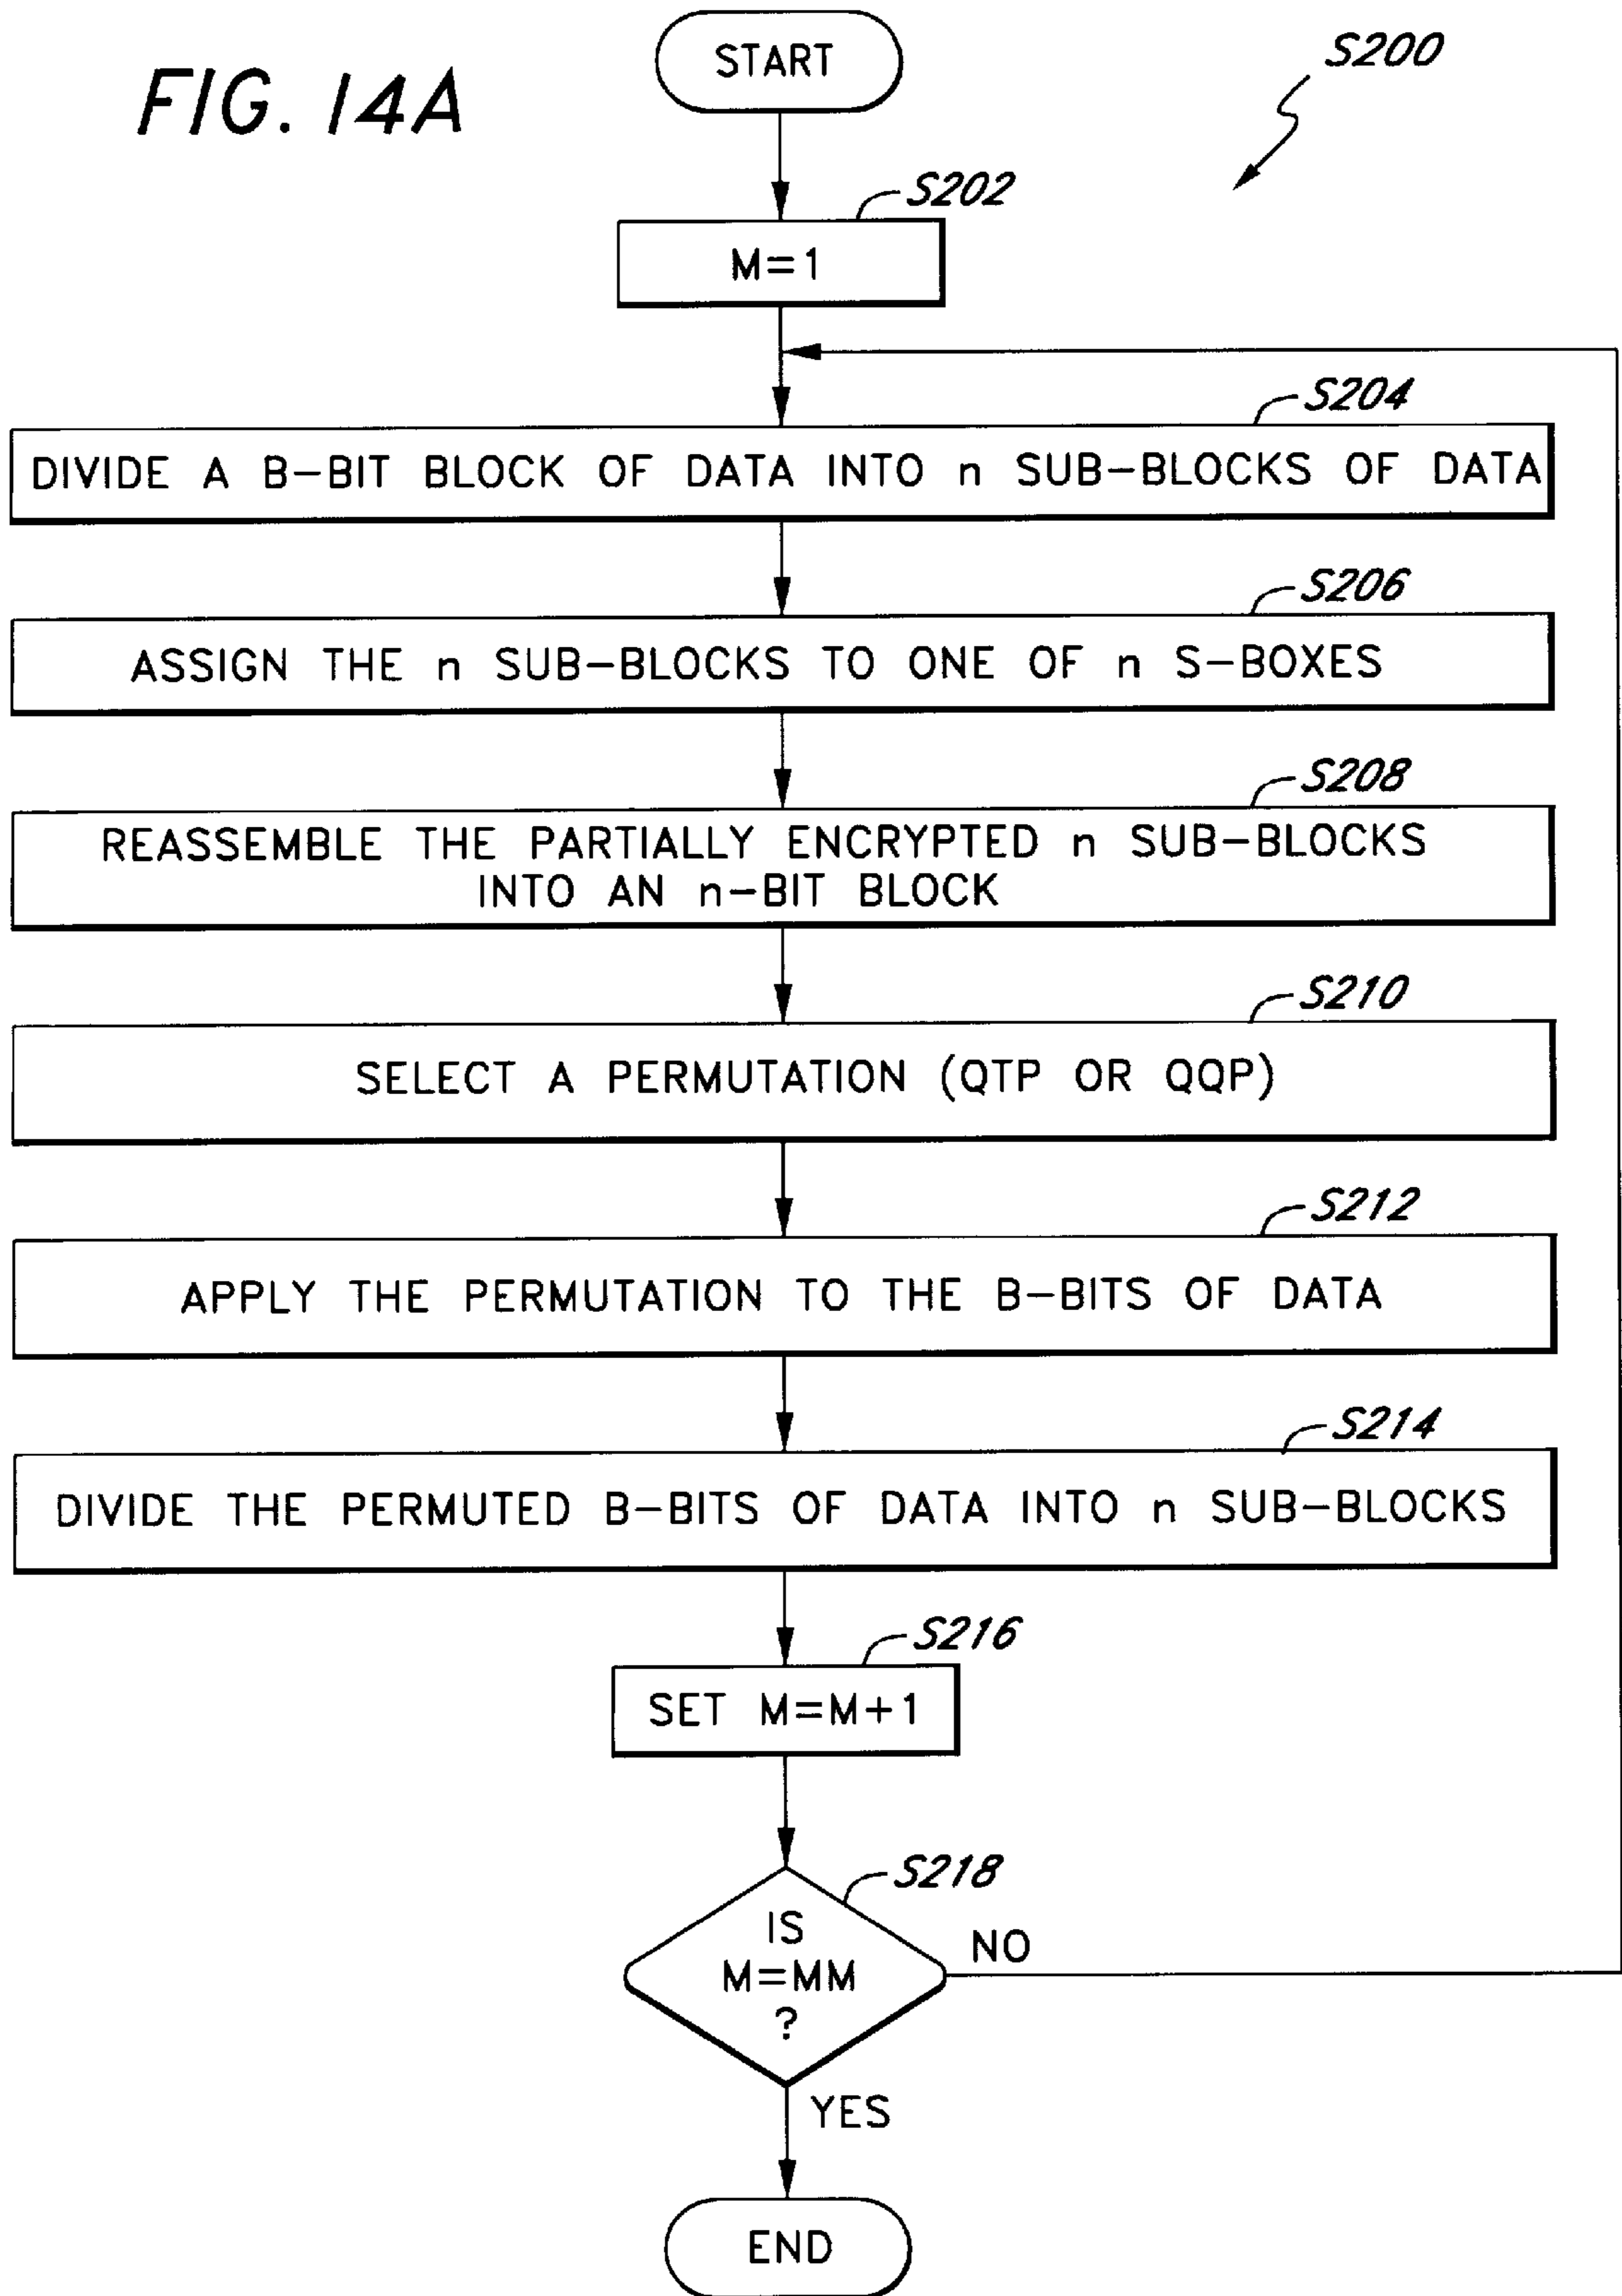 FIG. 14A
START
S200
S202
M=1
S204
DIVIDE A B-BIT BLOCK OF DATA INTO n SUB-BLOCKS OF DATA
S206
ASSIGN THE n SUB-BLOCKS TO ONE OF n S-BOXES
S208
REASSEMBLE THE PARTIALLY ENCRYPTED n SUB-BLOCKS
INTO AN n-BIT BLOCK
S210
SELECT A PERMUTATION (QTP OR QQP)
S212
APPLY THE PERMUTATION TO THE B-BITS OF DATA
S214
DIVIDE THE PERMUTED B-BITS OF DATA INTO n SUB-BLOCKS
S216
SET M=M+1
S218
IS
M=MM
?
NO
YES
END